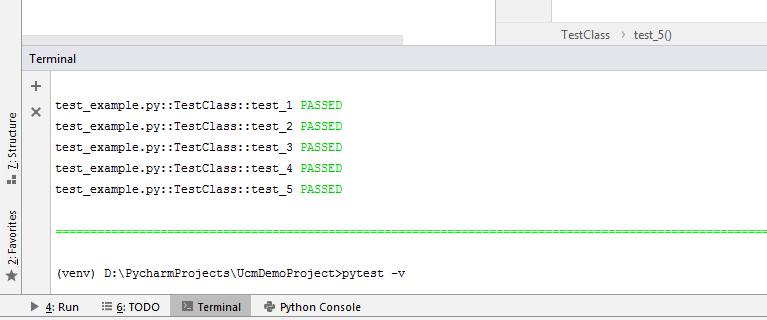 TestClass › test_5()
Terminal
test_example.py::TestClass::test_1 PASSED
test_example.py::TestClass::test_2 PASSED
test_example.py::TestClass::test_3 PASSED
test_example.py::TestClass::test_4 PASSED
test_example.py::TestClass::test_5 PASSED
(venv) D:\PycharmProjects\UcmDemoProject>pytest -v
7: Structure
2: Favorites
4: Run 6: TODO Terminal Python Console